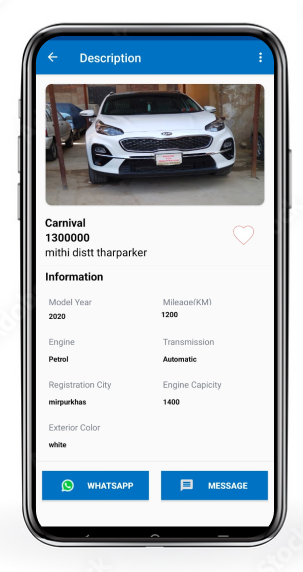 Description
Carnival
1300000
mithi distt tharparker
Information
Model Year
Mileage(KM)
2020
1200
Engine
Transmission
Petrol
Automatic
Registration City
Engine Capicity
mirpurkhas
1400
Exterior Color
white
WHATSAPP
MESSAGE